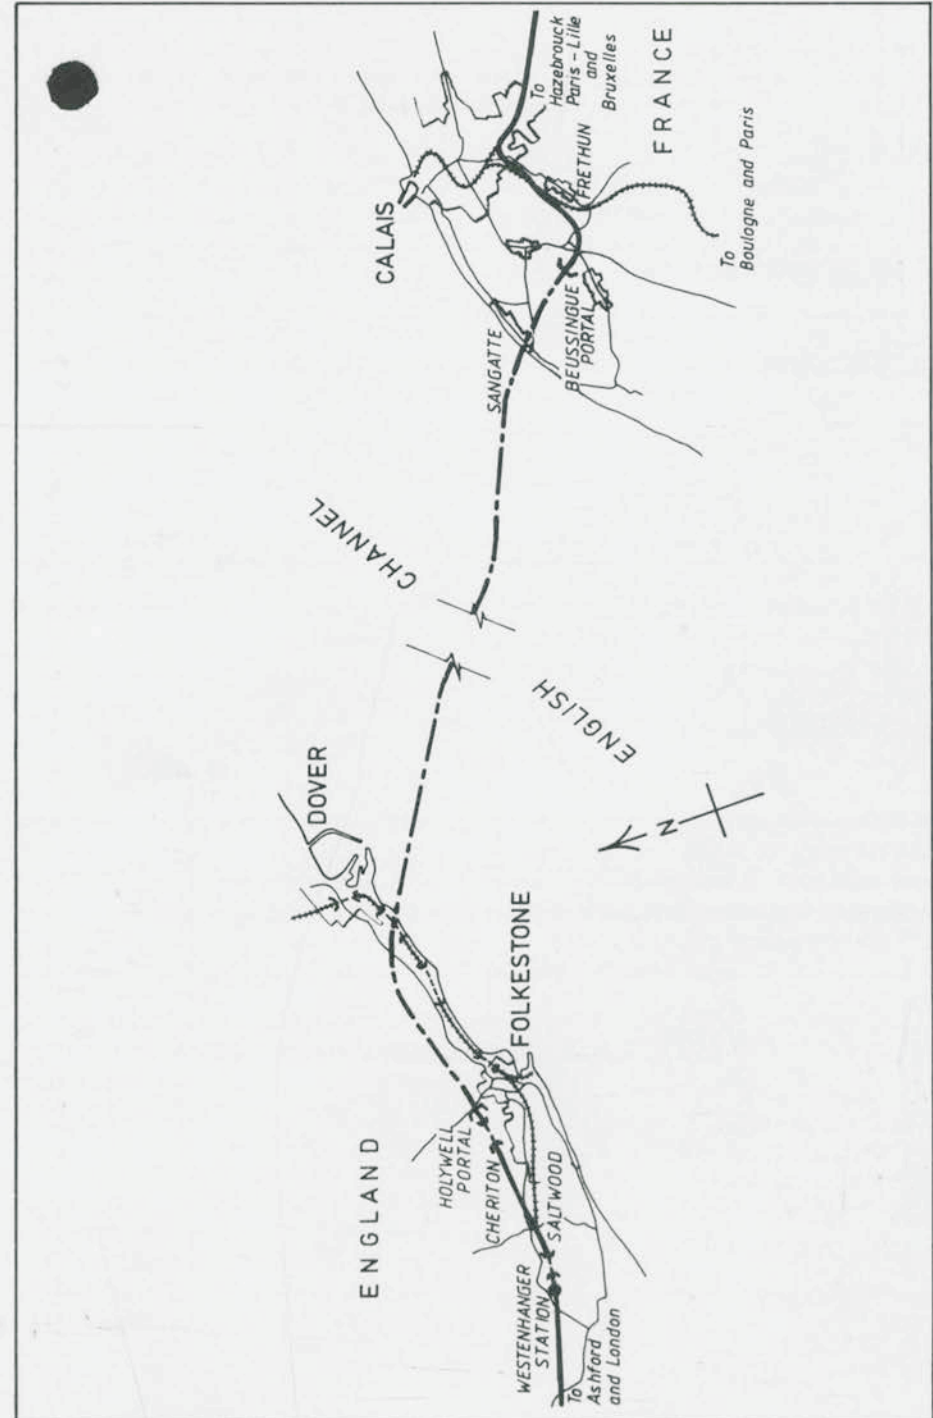 ENGLAND
DOVER
HOLYWELL
PORTAL
CHERITON
FOLKESTONE
SALTWOOD
WESTENHANGER
STATION
To
Ashford
and London
N
ENGLISH
CHANNEL
CALAIS
SANGATTE
BEUSSINGUE
PORTAL
FRETHUN
To
Hazebrouck
Paris - Lille
and
Bruxelles
FRANCE
To
Boulogne and Paris